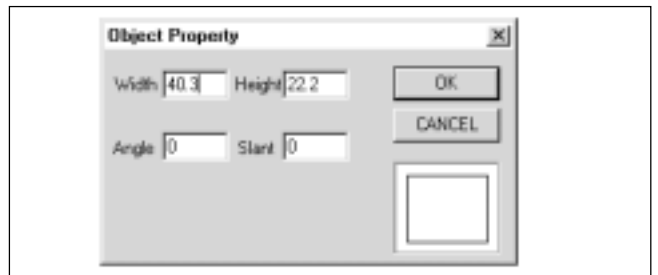 Object Property
Width 40.3 Height 22.2
OK
CANCEL
Angle 0 Slant 0